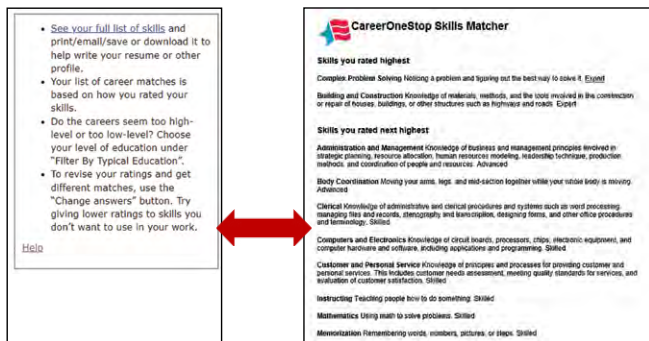 See your full list of skills and
print/email/save or download it to
help write your resume or other
profile.
Your list of career matches is
based on how you rated your
skills.
Do the careers seem too high-
level or too low-level? Choose
your level of education under
"Filter By Typical Education".
To revise your ratings and get
different matches, use the
"Change answers" button. Try
giving lower ratings to skills you
don't want to use in your work.
Help
CareerOneStop Skills Matcher
Skills you rated highest
Complex Problem Solving Noticing a problem and figuring out the best way to solve it. Expert
Building and Construction Knowledge of materials, methods, and the tools involved in the construction
or repair of houses, buildings, or other structures such as highways and roads. Expert
Skills you rated next highest
Administration and Management Knowledge of business and management principles involved in
strategic planning, resource allocation, human resources modeling, leadership technique, production
methods, and coordination of people and resources. Advanced
Body Coordination Moving your arms, legs, and mid-section together while your whole body is moving.
Advanced
Clerical Knowledge of administrative and clerical procedures and systems such as word processing,
managing files and records, stenography and transcription, designing forms, and other office procedures
and terminology. Skilled
Computers and Electronics Knowledge of circuit boards, processors, chips, electronic equipment, and
computer hardware and software, including applications and programming. Skilled
Customer and Personal Service Knowledge of principles and processes for providing customer and
personal services. This includes customer needs assessment, meeting quality standards for services, and
evaluation of customer satisfaction. Skilled
Instructing Teaching people how to do something. Skilled
Mathematics Using math to solve problems. Skilled
Memorization Remembering words, numbers, pictures, or steps. Skilled